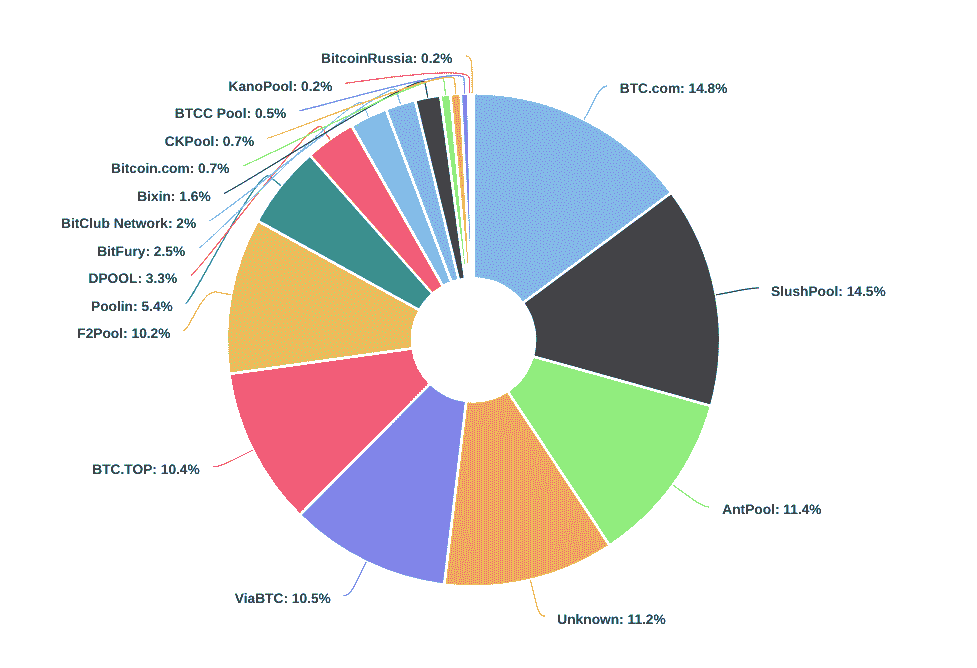 BitcoinRussia: 0.2%
KanoPool: 0.2%
BTC.com: 14.8%
BTCC Pool: 0.5%
CKPool: 0.7%
Bitcoin.com: 0.7%
Bixin: 1.6%
BitClub Network: 2%
BitFury: 2.5%
DPOOL: 3.3%
SlushPool: 14.5%
Poolin: 5.4%
F2Pool: 10.2%
BTC.TOP: 10.4%
AntPool: 11.4%
ViaBTC: 10.5%
Unknown: 11.2%